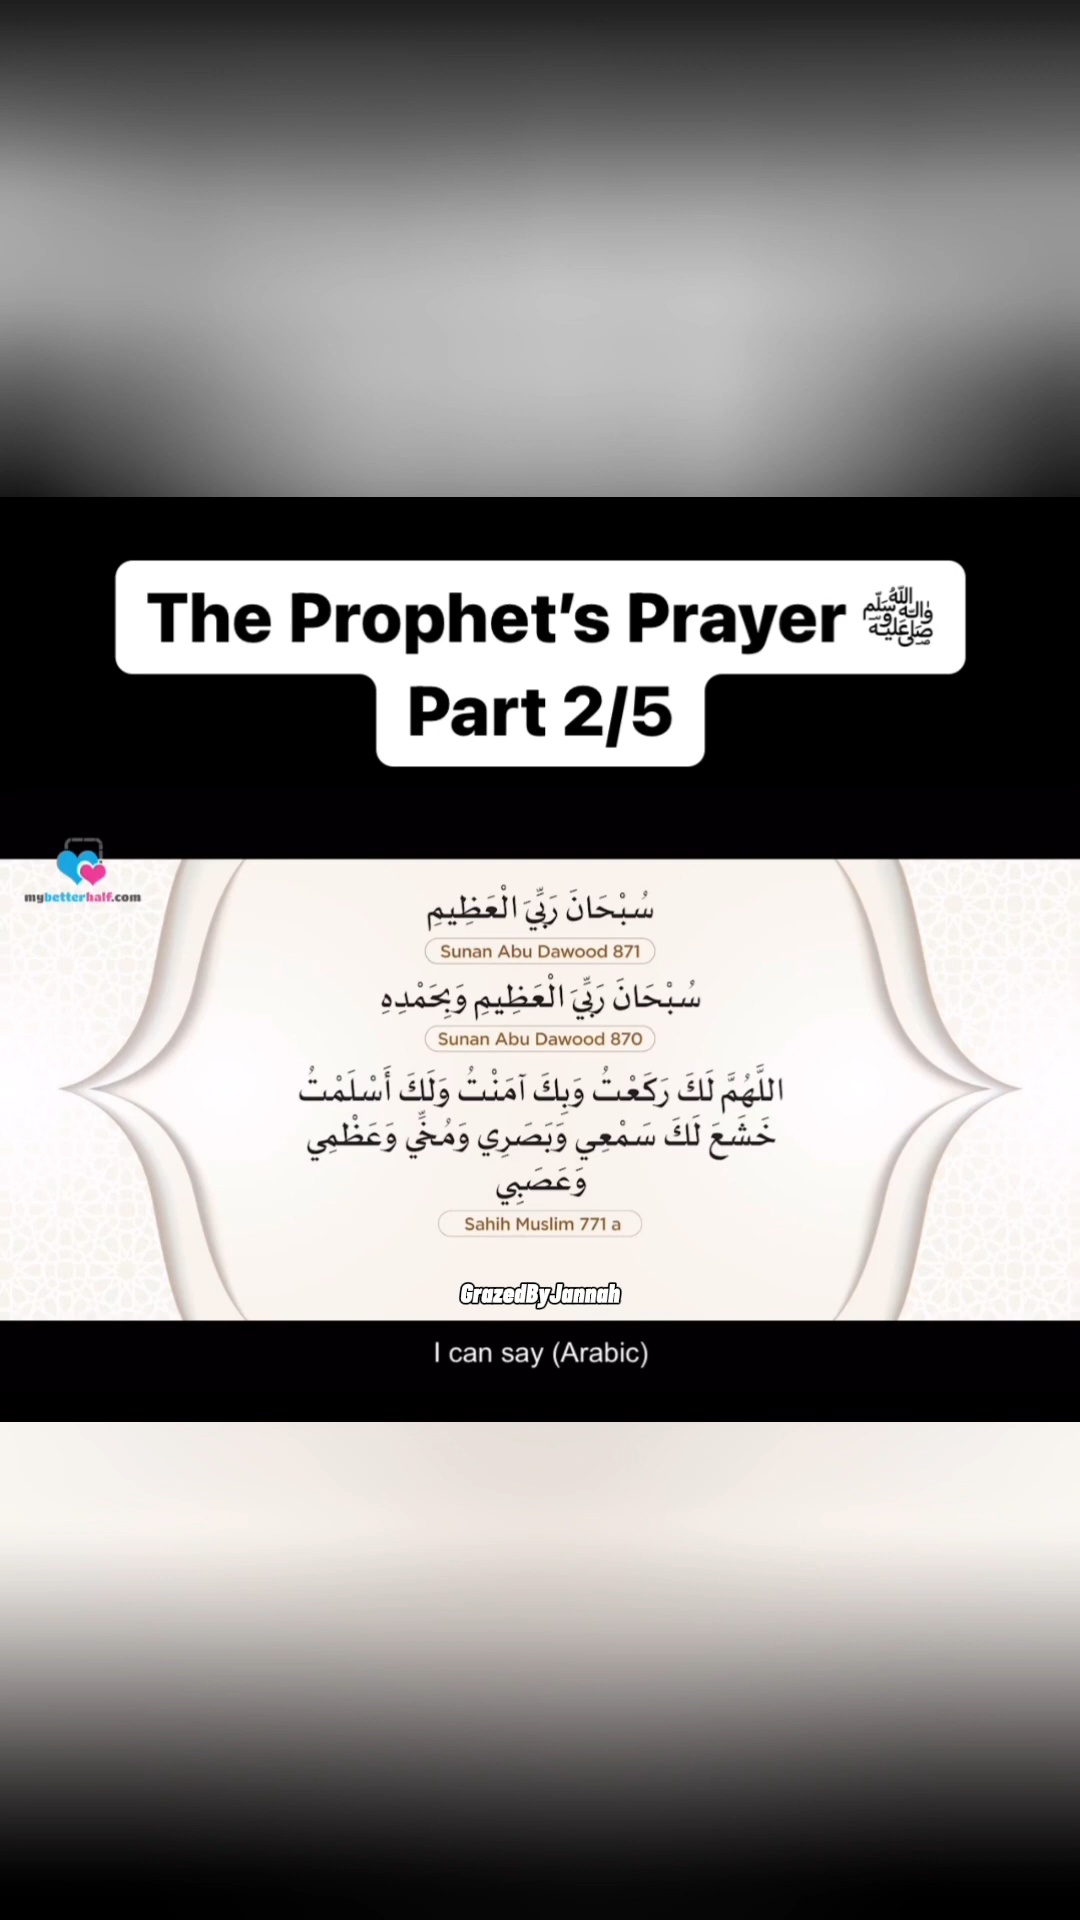 The Prophet's Prayer ﷺ
Part 2/5
mybetterhalf.com
سُبْحَانَ رَبِّيَ الْعَظِيمِ
Sunan Abu Dawood 871
سُبْحَانَ رَبِّيَ الْعَظِيمِ وَبِحَمْدِهِ
Sunan Abu Dawood 870
اللَّهُمَّ لَكَ رَكَعْتُ وَبِكَ آمَنْتُ وَلَكَ أَسْلَمْتُ
خَشَعَ لَكَ سَمْعِي وَبَصَرِي وَمُخِّي وَعَظْمِي
وَعَصَبِي
Sahih Muslim 771 a
GrazedByJannah
I can say (Arabic)